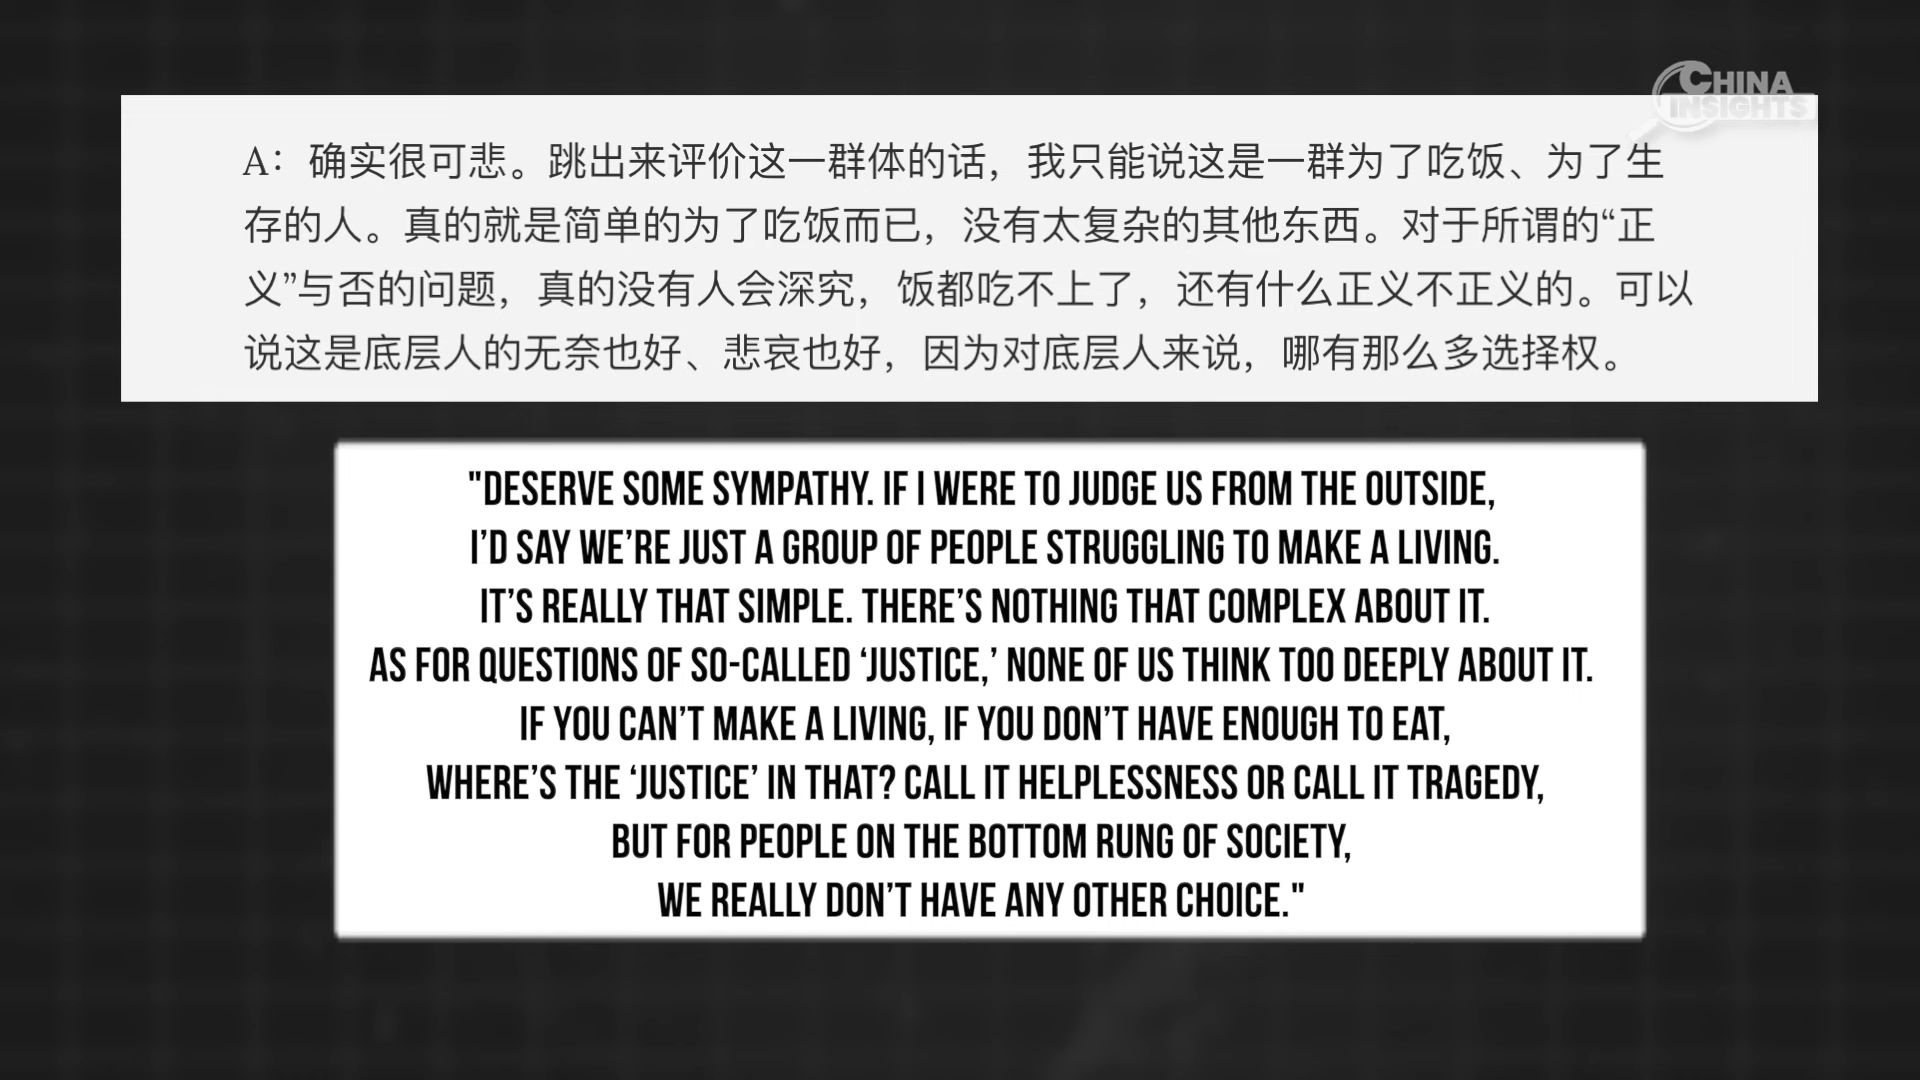 CHINA
INSIGHTS
A：确实很可悲。跳出来评价这一群体的话，我只能说这是一群为了吃饭、为了生
存的人。真的就是简单的为了吃饭而已，没有太复杂的其他东西。对于所谓的“正
义”与否的问题，真的没有人会深究，饭都吃不上了，还有什么正义不正义的。可以
说这是底层人的无奈也好、悲哀也好，因为对底层人来说，哪有那么多选择权。
"DESERVE SOME SYMPATHY. IF I WERE TO JUDGE US FROM THE OUTSIDE,
I’D SAY WE’RE JUST A GROUP OF PEOPLE STRUGGLING TO MAKE A LIVING.
IT’S REALLY THAT SIMPLE. THERE’S NOTHING THAT COMPLEX ABOUT IT.
AS FOR QUESTIONS OF SO-CALLED ‘JUSTICE,’ NONE OF US THINK TOO DEEPLY ABOUT IT.
IF YOU CAN’T MAKE A LIVING, IF YOU DON’T HAVE ENOUGH TO EAT,
WHERE’S THE ‘JUSTICE’ IN THAT? CALL IT HELPLESSNESS OR CALL IT TRAGEDY,
BUT FOR PEOPLE ON THE BOTTOM RUNG OF SOCIETY,
WE REALLY DON’T HAVE ANY OTHER CHOICE."